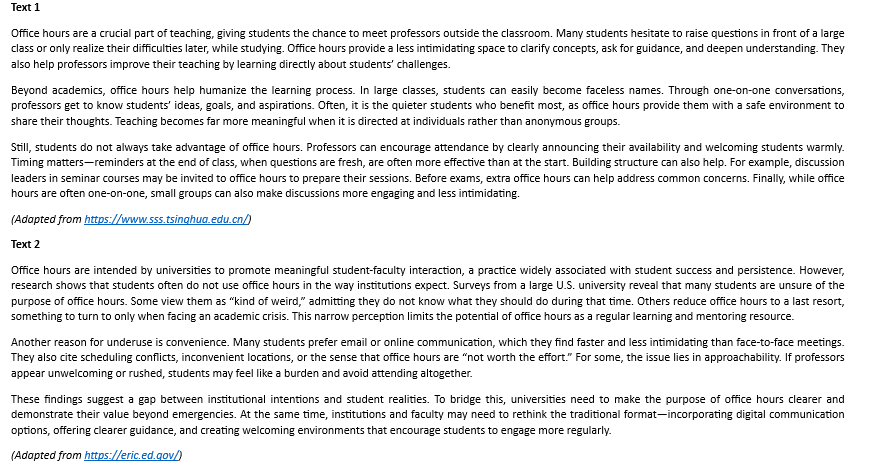 Text 1
Office hours are a crucial part of teaching, giving students the chance to meet professors outside the classroom. Many students hesitate to raise questions in front of a large
class or only realize their difficulties later, while studying. Office hours provide a less intimidating space to clarify concepts, ask for guidance, and deepen understanding. They
also help professors improve their teaching by learning directly about students’ challenges.
Beyond academics, office hours help humanize the learning process. In large classes, students can easily become faceless names. Through one-on-one conversations,
professors get to know students’ ideas, goals, and aspirations. Often, it is the quieter students who benefit most, as office hours provide them with a safe environment to
share their thoughts. Teaching becomes far more meaningful when it is directed at individuals rather than anonymous groups.
Still, students do not always take advantage of office hours. Professors can encourage attendance by clearly announcing their availability and welcoming students warmly.
Timing matters—reminders at the end of class, when questions are fresh, are often more effective than at the start. Building structure can also help. For example, discussion
leaders in seminar courses may be invited to office hours to prepare their sessions. Before exams, extra office hours can help address common concerns. Finally, while office
hours are often one-on-one, small groups can also make discussions more engaging and less intimidating.
(Adapted from https://www.sss.tsinghua.edu.cn/)
Text 2
Office hours are intended by universities to promote meaningful student-faculty interaction, a practice widely associated with student success and persistence. However,
research shows that students often do not use office hours in the way institutions expect. Surveys from a large U.S. university reveal that many students are unsure of the
purpose of office hours. Some view them as “kind of weird,” admitting they do not know what they should do during that time. Others reduce office hours to a last resort,
something to turn to only when facing an academic crisis. This narrow perception limits the potential of office hours as a regular learning and mentoring resource.
Another reason for underuse is convenience. Many students prefer email or online communication, which they find faster and less intimidating than face-to-face meetings.
They also cite scheduling conflicts, inconvenient locations, or the sense that office hours are “not worth the effort.” For some, the issue lies in approachability. If professors
appear unwelcoming or rushed, students may feel like a burden and avoid attending altogether.
These findings suggest a gap between institutional intentions and student realities. To bridge this, universities need to make the purpose of office hours clearer and
demonstrate their value beyond emergencies. At the same time, institutions and faculty may need to rethink the traditional format—incorporating digital communication
options, offering clearer guidance, and creating welcoming environments that encourage students to engage more regularly.
(Adapted from https://eric.ed.gov/)